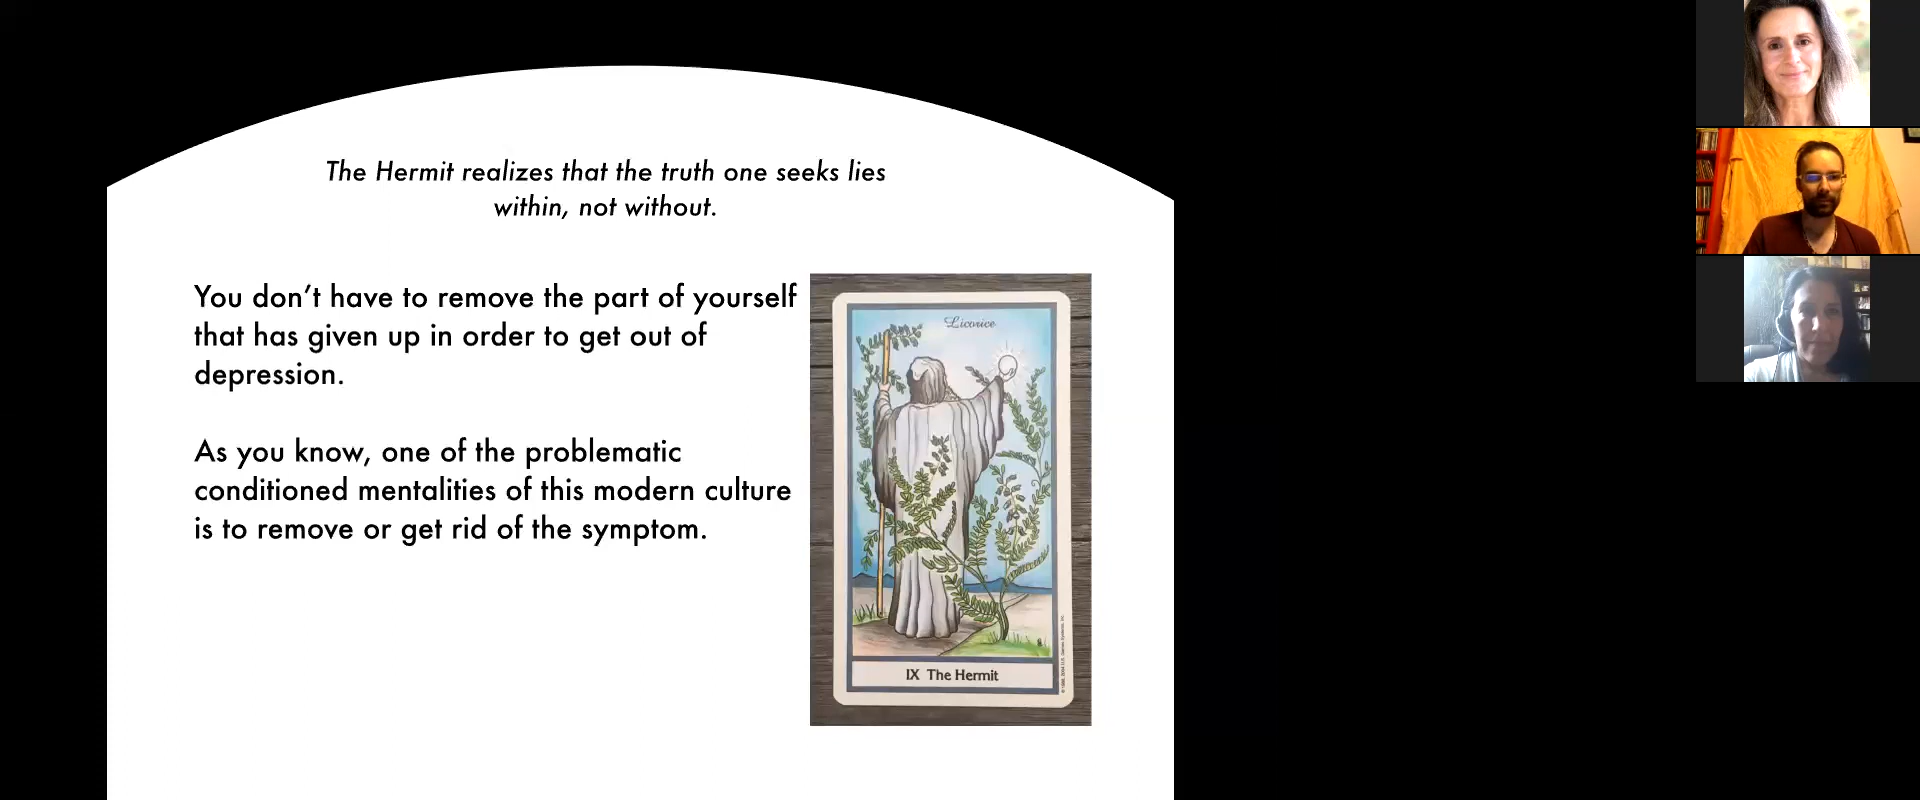 The Hermit realizes that the truth one seeks lies
within, not without.
You don't have to remove the part of yourself
that has given up in order to get out of
depression.
As you know, one of the problematic
conditioned mentalities of this modern culture
is to remove or get rid of the symptom.
Licorice
IX The Hermit